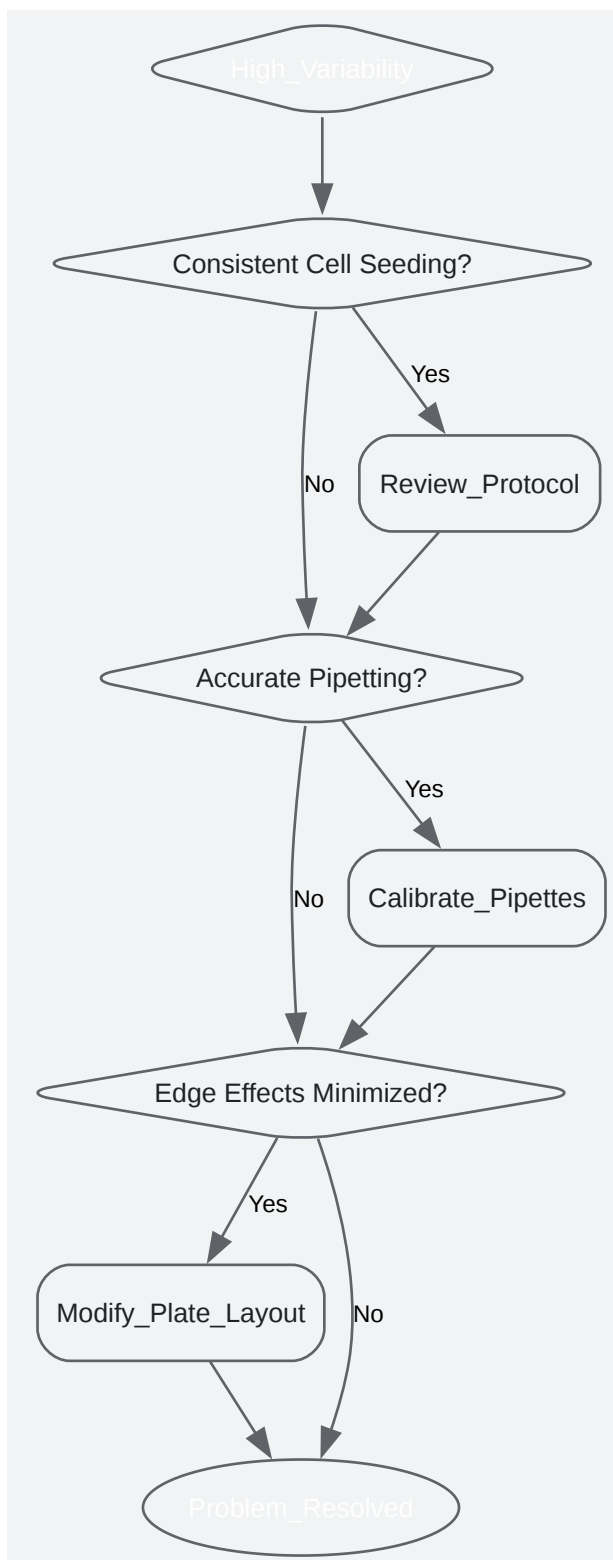 High_Variability
Consistent Cell Seeding?
Yes
No
Review_Protocol
Accurate Pipetting?
Yes
No
Calibrate_Pipettes
Edge Effects Minimized?
Yes
No
Modify_Plate_Layout
Problem_Resolved